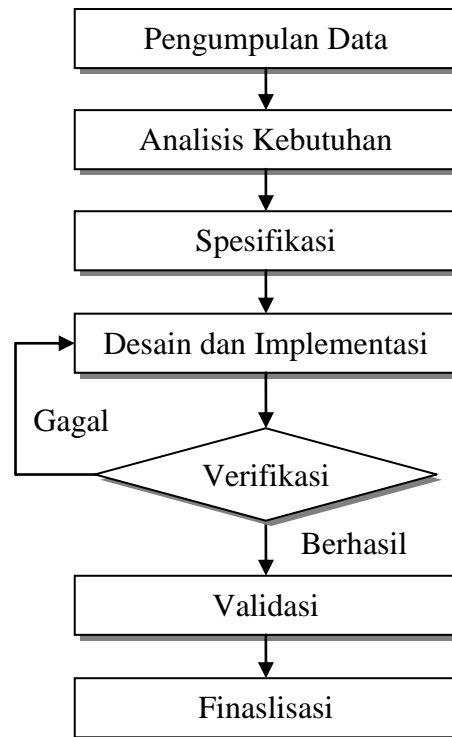 Pengumpulan Data
Analisis Kebutuhan
Spesifikasi
Desain dan Implementasi
Gagal
Verifikasi
Berhasil
Validasi
Finaslisasi